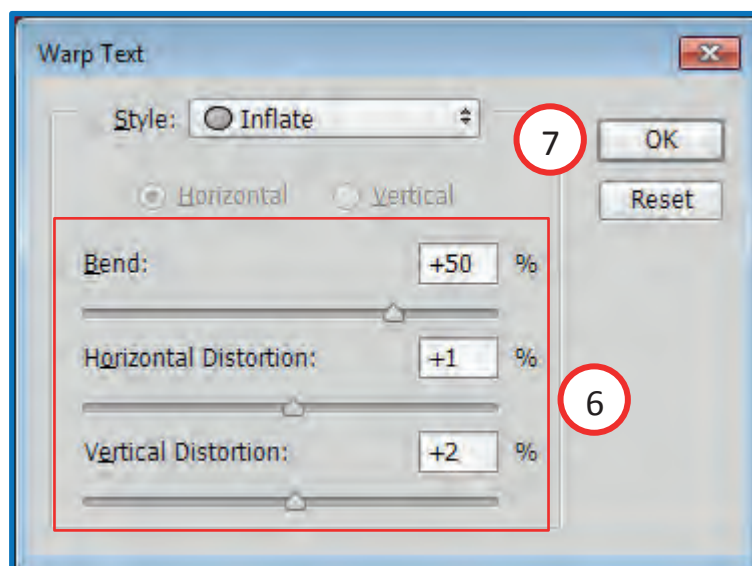 Warp Text
Style: Inflate
7
OK
Horizontal Vertical
Reset
Bend: +50 %
Horizontal Distortion: +1 %
6
Vertical Distortion: +2 %